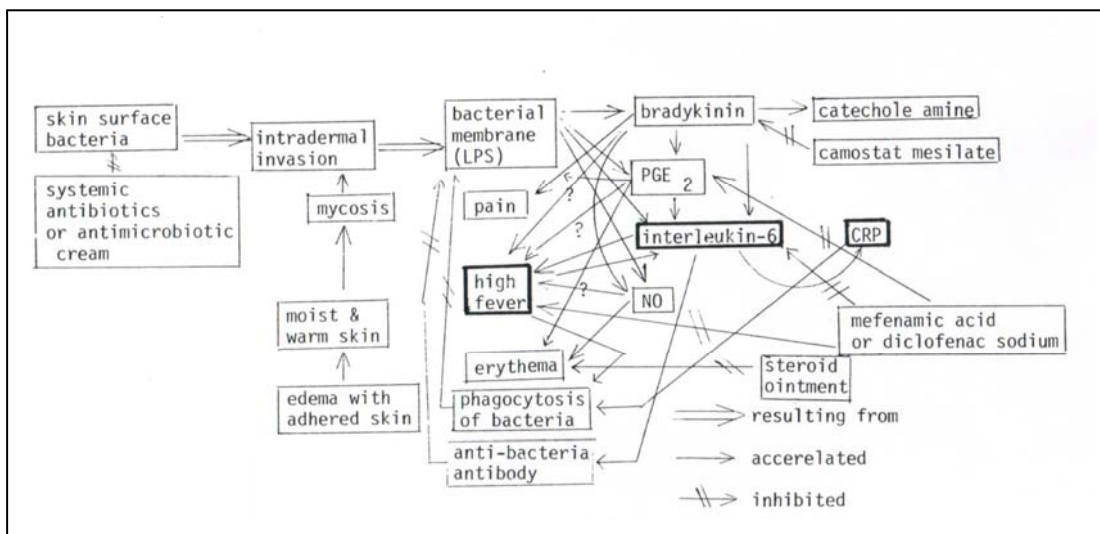 skin surface
bacteria
systemic
antibiotics
or antimicrobiotic
cream
intradermal
invasion
mycosis
moist &
warm skin
edema with
adhered skin
bacterial
membrane
(LPS)
pain
?
?
?
high
fever
erythema
phagocytosis
of bacteria
anti-bacteria
antibody
bradykinin
PGE 2
interleukin-6
NO
catechole amine
camostat mesilate
CRP
mefenamic acid
or diclofenac sodium
steroid
ointment
resulting from
accerelated
inhibited